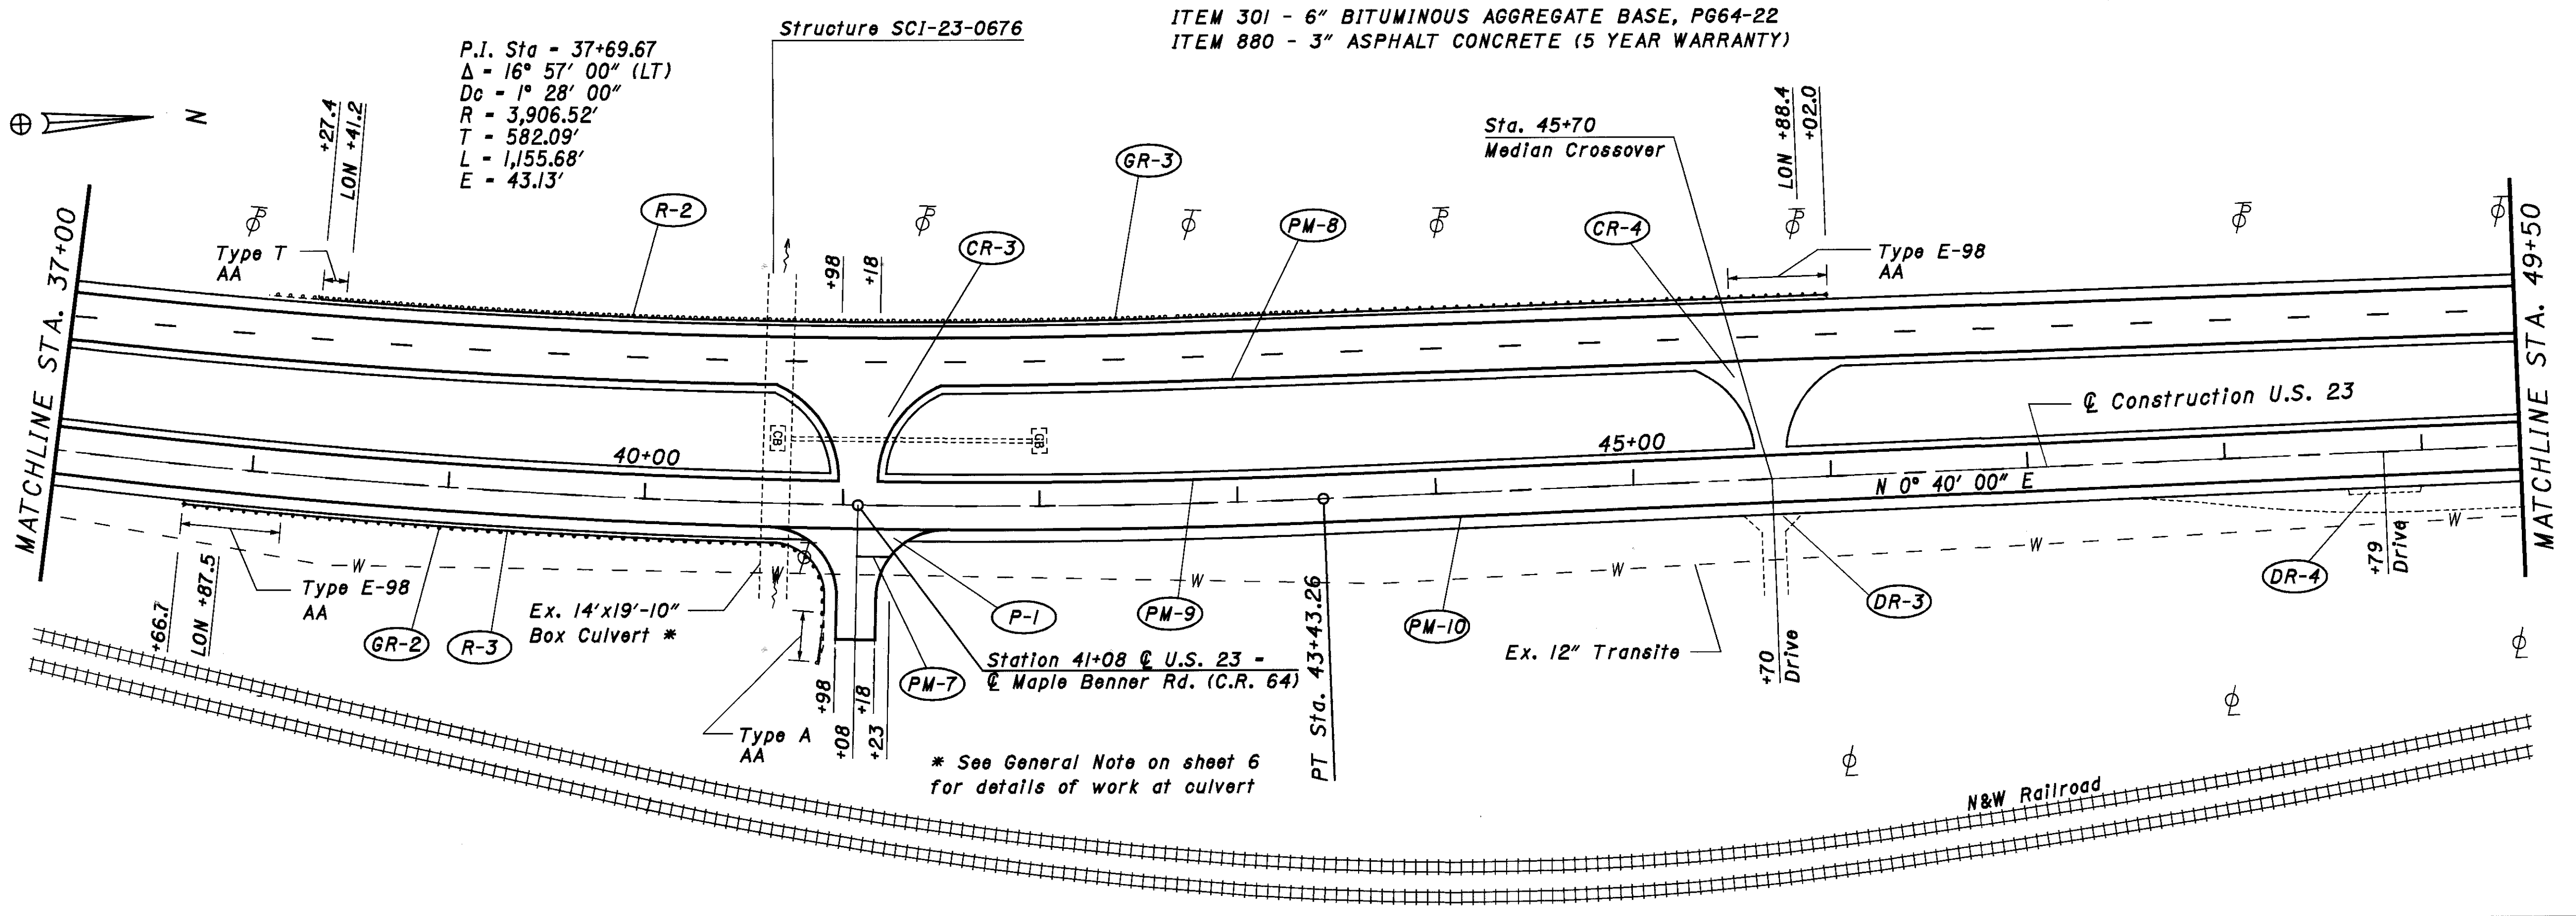 ITEM 301 - 6" BITUMINOUS AGGREGATE BASE, PG64-22
ITEM 880 - 3" ASPHALT CONCRETE (5 YEAR WARRANTY)
Structure SCI-23-0676
P.I. Sta - 37+69.67
Δ - 16° 57' 00" (LT)
Dc - 1° 28' 00"
R - 3,906.52'
T - 582.09'
L - 1,155.68'
E - 43.13'
N
+27.4
LON +41.2
Sta. 45+70
Median Crossover
LON +88.4
+02.0
GR-3
R-2
CR-3
PM-8
CR-4
Type T
AA
Type E-98
AA
+98
+18
MATCHLINE STA. 37+00
MATCHLINE STA. 49+50
℄ Construction U.S. 23
CB
CB
40+00
45+00
N 0° 40' 00" E
W
W
W
W
W
W
+66.7
LON +87.5
Type E-98
AA
GR-2
R-3
Ex. 14'x19'-10"
Box Culvert *
P-1
PM-9
PM-10
DR-3
DR-4
+79
Drive
PM-7
Station 41+08 ℄ U.S. 23 -
℄ Maple Benner Rd. (C.R. 64)
PT Sta. 43+43.26
Ex. 12" Transite
+70
Drive
Type A
AA
+98
+08
+18
+23
* See General Note on sheet 6
for details of work at culvert
N&W Railroad